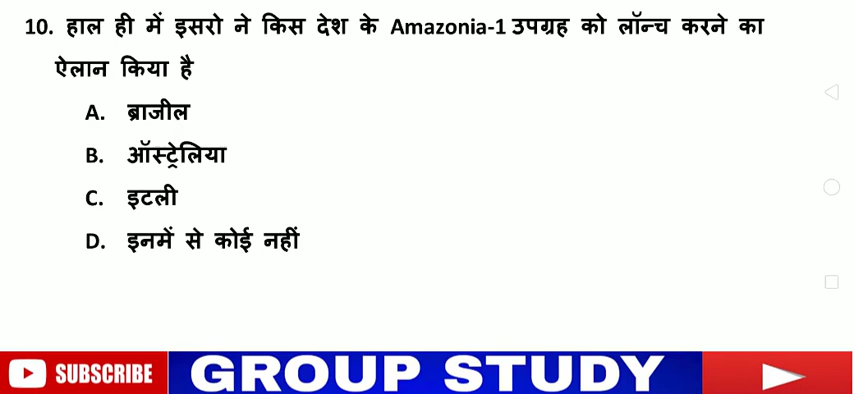 10. हाल ही में इसरो ने किस देश के Amazonia-1 उपग्रह को लॉन्च करने का
ऐलान किया है
A. ब्राजील
B. ऑस्ट्रेलिया
C. इटली
D. इनमें से कोई नहीं
SUBSCRIBE GROUP STUDY